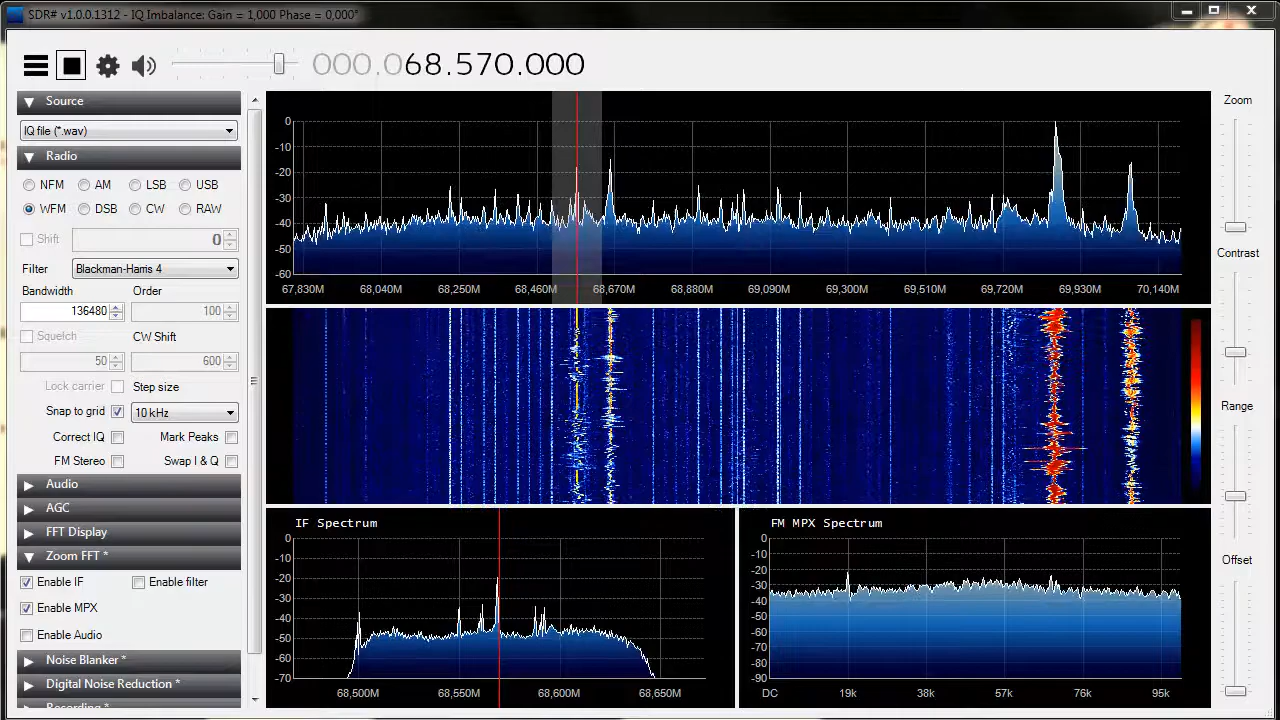 SDR# v1.0.0.1312 - IQ Imbalance: Gain = 1,000 Phase = 0,000°
000.068.570.000
Source
IQ file (*.wav)
Radio
NFM AM LSB USB
WFM DSB CW RAW
Shift 0
Filter Blackman-Harris 4
Bandwidth Order
136480 100
Squelch CW Shift
50 600
Lock carrier Step size
Snap to grid 10 kHz
Correct IQ Mark Peaks
FM Stereo Swap I & Q
Audio
AGC
FFT Display
Zoom FFT *
Enable IF Enable filter
Enable MPX
Enable Audio
Noise Blanker *
Digital Noise Reduction *
Recording *
0
-10
-20
-30
-40
-50
-60
67,830M 68,040M 68,250M 68,460M 68,670M 68,880M 69,090M 69,300M 69,510M 69,720M 69,930M 70,140M
IF Spectrum
0
-10
-20
-30
-40
-50
-60
-70
68,500M 68,550M 68,600M 68,650M
FM MPX Spectrum
0
-10
-20
-30
-40
-50
-60
-70
-80
-90
DC 19k 38k 57k 76k 95k
Zoom
Contrast
Range
Offset